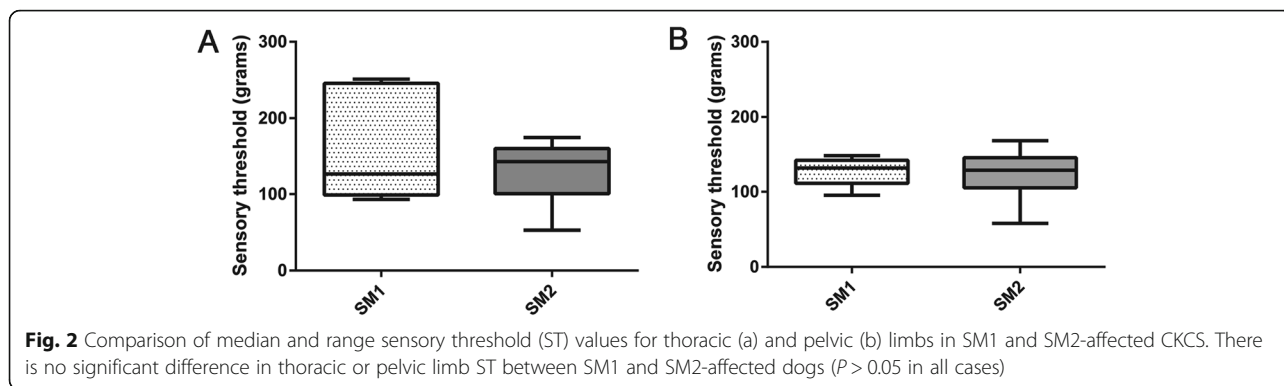 A
B
Sensory threshold (grams)
300
200
100
0
SM1
SM2
Sensory threshold (grams)
300
200
100
0
SM1
SM2
Fig. 2 Comparison of median and range sensory threshold (ST) values for thoracic (a) and pelvic (b) limbs in SM1 and SM2-affected CKCS. There
is no significant difference in thoracic or pelvic limb ST between SM1 and SM2-affected dogs (P > 0.05 in all cases)